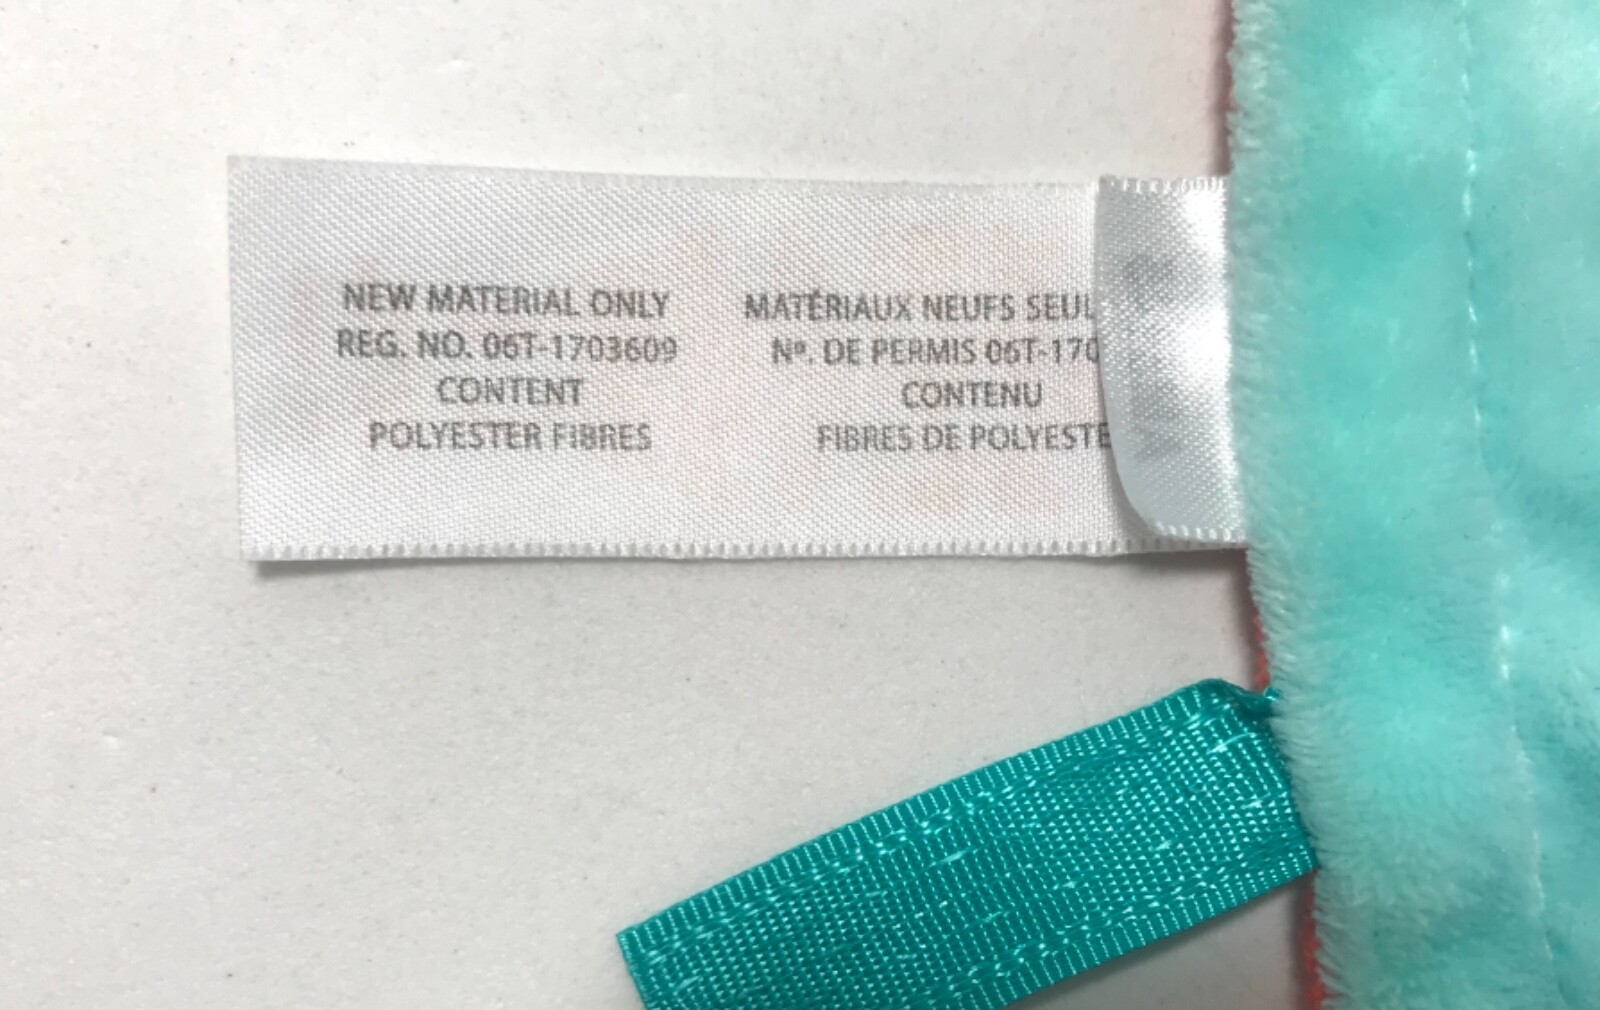 NEW MATERIAL ONLY
REG. NO. 06T-1703609
CONTENT
POLYESTER FIBRES
MATÉRIAUX NEUFS SEUL
Nº. DE PERMIS 06T-170
CONTENU
FIBRES DE POLYESTE